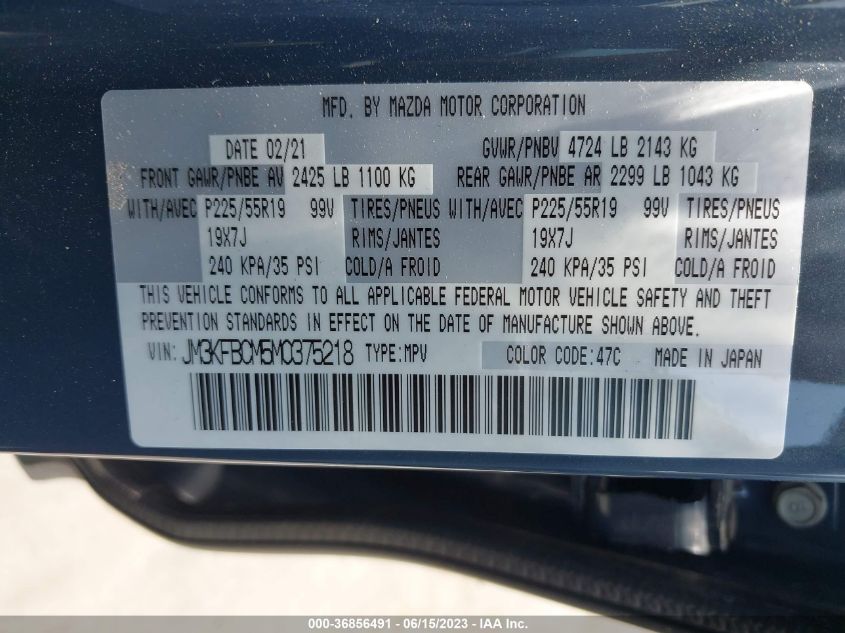 MFD. BY MAZDA MOTOR CORPORATION
DATE 02/21 GVWR/PNBV 4724 LB 2143 KG
FRONT GAWR/PNBE AV 2425 LB 1100 KG REAR GAWR/PNBE AR 2299 LB 1043 KG
WITH/AVEC P225/55R19 99V TIRES/PNEUS WITH/AVEC P225/55R19 99V TIRES/PNEUS
19X7J RIMS/JANTES 19X7J RIMS/JANTES
240 KPA/35 PSI COLD/A FROID 240 KPA/35 PSI COLD/A FROID
THIS VEHICLE CONFORMS TO ALL APPLICABLE FEDERAL MOTOR VEHICLE SAFETY AND THEFT
PREVENTION STANDARDS IN EFFECT ON THE DATE OF MANUFACTURE SHOWN ABOVE.
VIN: JM3KFBCM5M0375218 TYPE:MPV COLOR CODE:47C MADE IN JAPAN
000-36856491 - 06/15/2023 - IAA Inc.